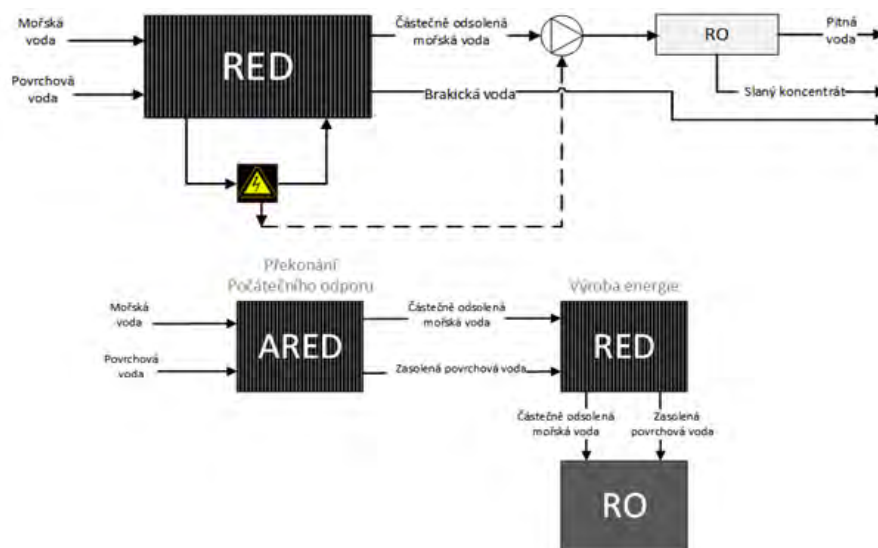 Mořská
voda
Povrchová
voda
RED
Částečně odsolená
mořská voda
Brakická voda
RO
Pitná
voda
Slaný koncentrát
Překonání
Počátečního odporu
Výroba energie
Mořská
voda
Povrchová
voda
ARED
Částečně odsolená
mořská voda
Zasolená povrchová voda
RED
Částečně odsolená
mořská voda
Zasolená
povrchová voda
RO